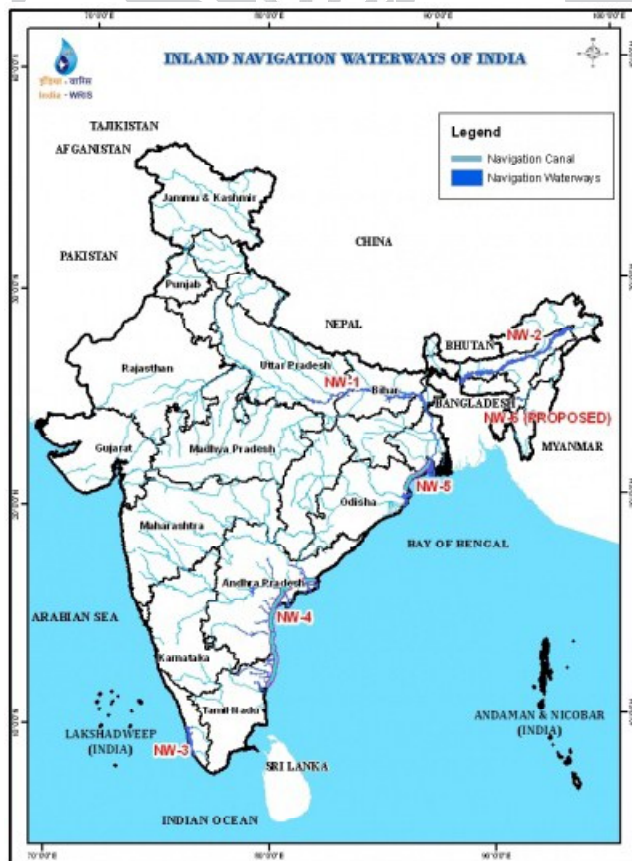 INLAND NAVIGATION WATERWAYS OF INDIA
इंडिया - वारिस
India - WRIS
Legend
Navigation Canal
Navigation Waterways
TAJIKISTAN
AFGANISTAN
Jammu & Kashmir
CHINA
PAKISTAN
Punjab
NEPAL
BHUTAN
NW-2
Rajasthan
Uttar Pradesh
NW-1
Bihar
BANGLADESH
NW-6 (PROPOSED)
MYANMAR
Gujarat
Madhya Pradesh
NW-5
Odisha
Maharashtra
BAY OF BENGAL
Andhra Pradesh
NW-4
ARABIAN SEA
Karnataka
Tamil Nadu
LAKSHADWEEP
(INDIA)
ANDAMAN & NICOBAR
(INDIA)
NW-3
SRI LANKA
INDIAN OCEAN